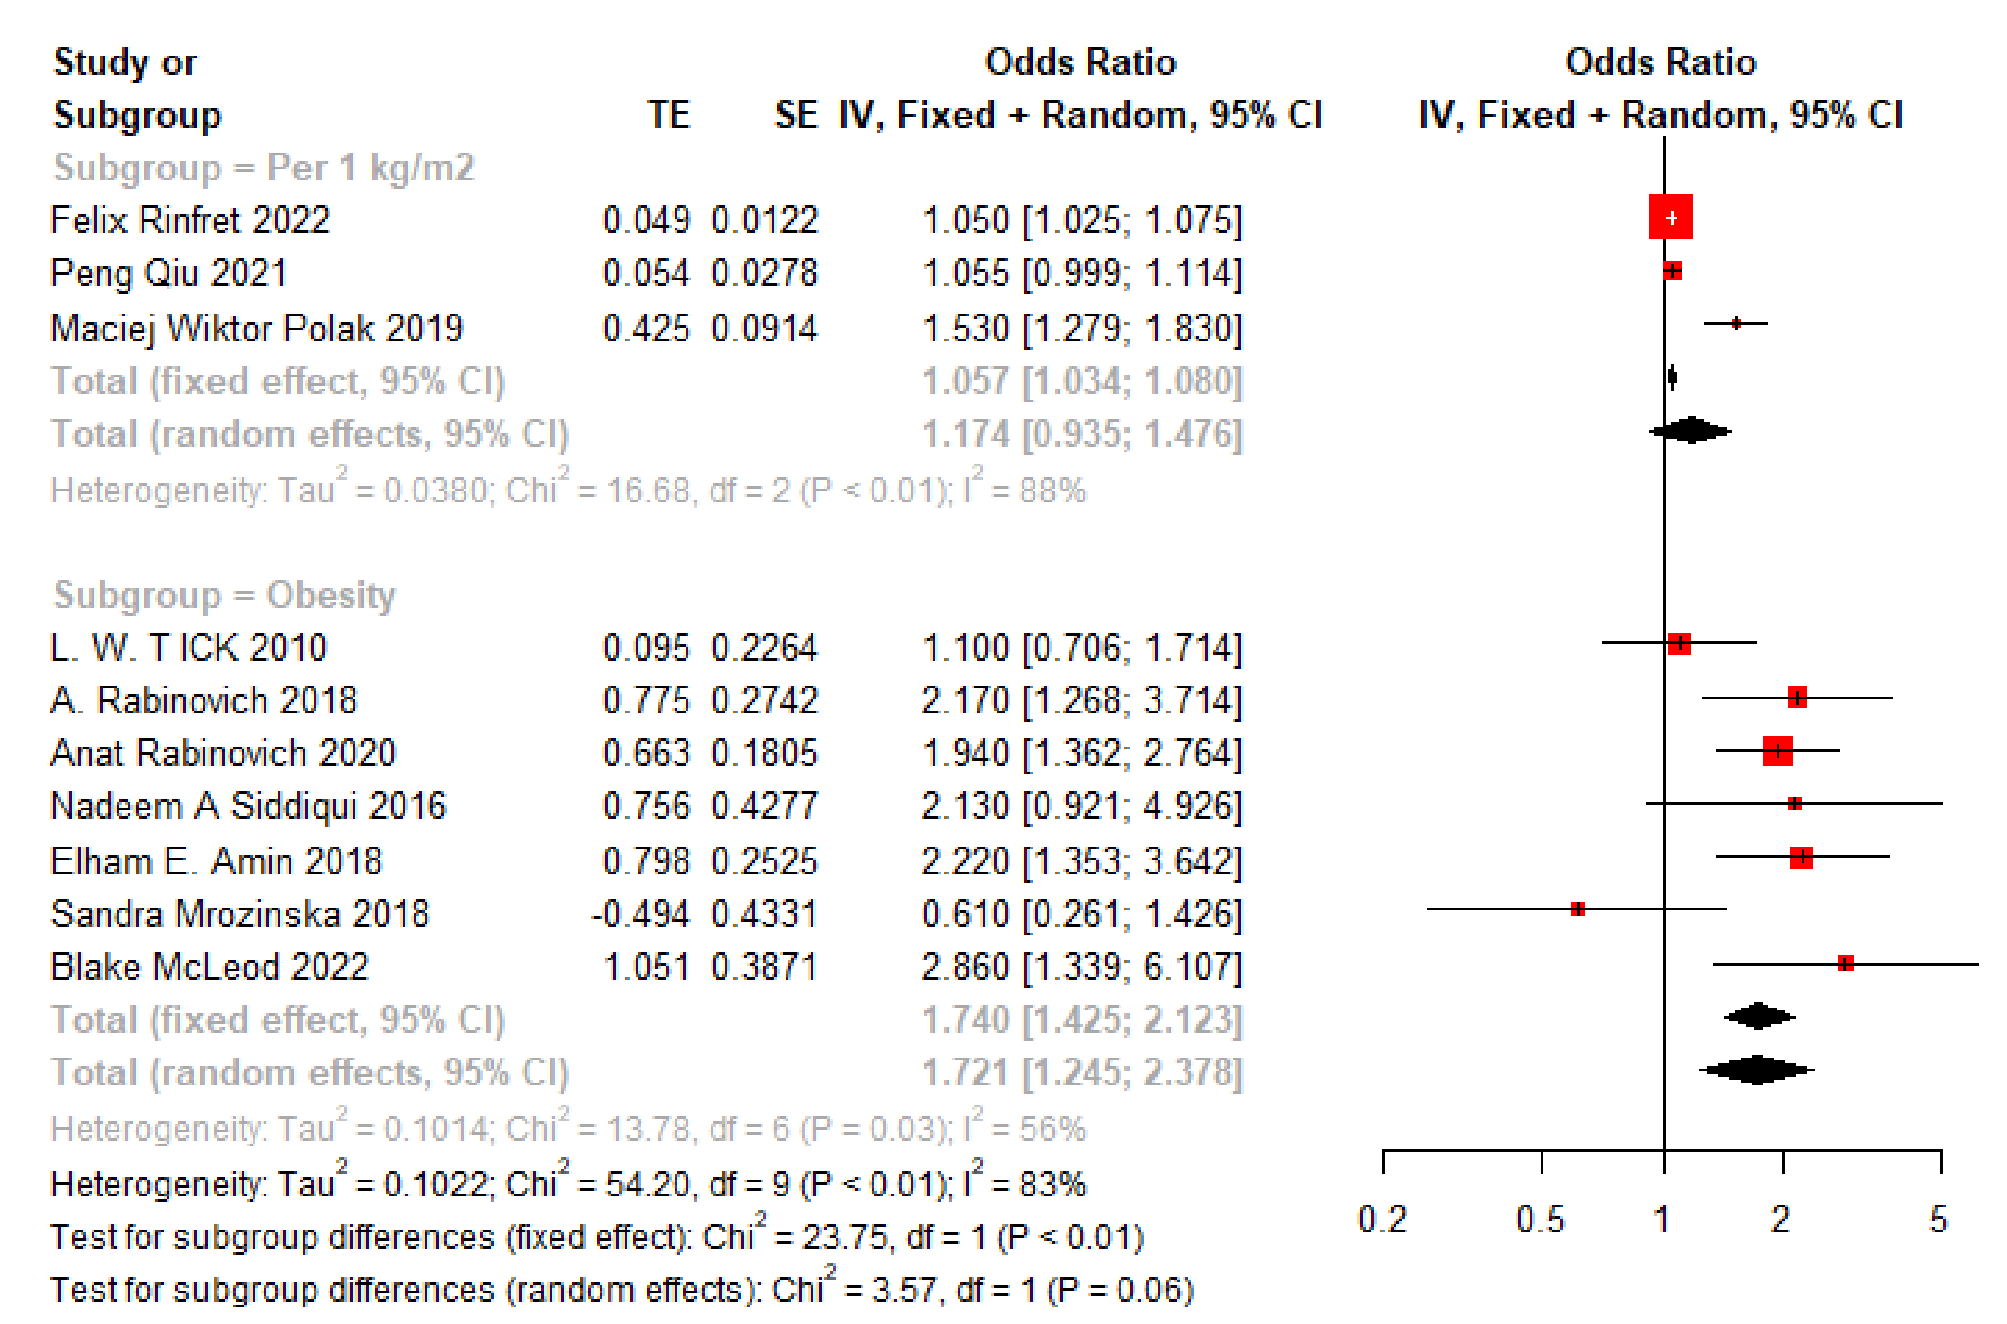 Study or Odds Ratio Odds Ratio
Subgroup TE SE IV, Fixed + Random, 95% CI IV, Fixed + Random, 95% CI
Subgroup = Per 1 kg/m2
Felix Rinfret 2022 0.049 0.0122 1.050 [1.025; 1.075]
Peng Qiu 2021 0.054 0.0278 1.055 [0.999; 1.114]
Maciej Wiktor Polak 2019 0.425 0.0914 1.530 [1.279; 1.830]
Total (fixed effect, 95% CI) 1.057 [1.034; 1.080]
Total (random effects, 95% CI) 1.174 [0.935; 1.476]
Heterogeneity: Tau² = 0.0380; Chi² = 16.68, df = 2 (P < 0.01); I² = 88%
Subgroup = Obesity
L. W. T ICK 2010 0.095 0.2264 1.100 [0.706; 1.714]
A. Rabinovich 2018 0.775 0.2742 2.170 [1.268; 3.714]
Anat Rabinovich 2020 0.663 0.1805 1.940 [1.362; 2.764]
Nadeem A Siddiqui 2016 0.756 0.4277 2.130 [0.921; 4.926]
Elham E. Amin 2018 0.798 0.2525 2.220 [1.353; 3.642]
Sandra Mrozinska 2018 -0.494 0.4331 0.610 [0.261; 1.426]
Blake McLeod 2022 1.051 0.3871 2.860 [1.339; 6.107]
Total (fixed effect, 95% CI) 1.740 [1.425; 2.123]
Total (random effects, 95% CI) 1.721 [1.245; 2.378]
Heterogeneity: Tau² = 0.1014; Chi² = 13.78, df = 6 (P = 0.03); I² = 56%
Heterogeneity: Tau² = 0.1022; Chi² = 54.20, df = 9 (P < 0.01); I² = 83%
Test for subgroup differences (fixed effect): Chi² = 23.75, df = 1 (P < 0.01)
Test for subgroup differences (random effects): Chi² = 3.57, df = 1 (P = 0.06)
0.2 0.5 1 2 5